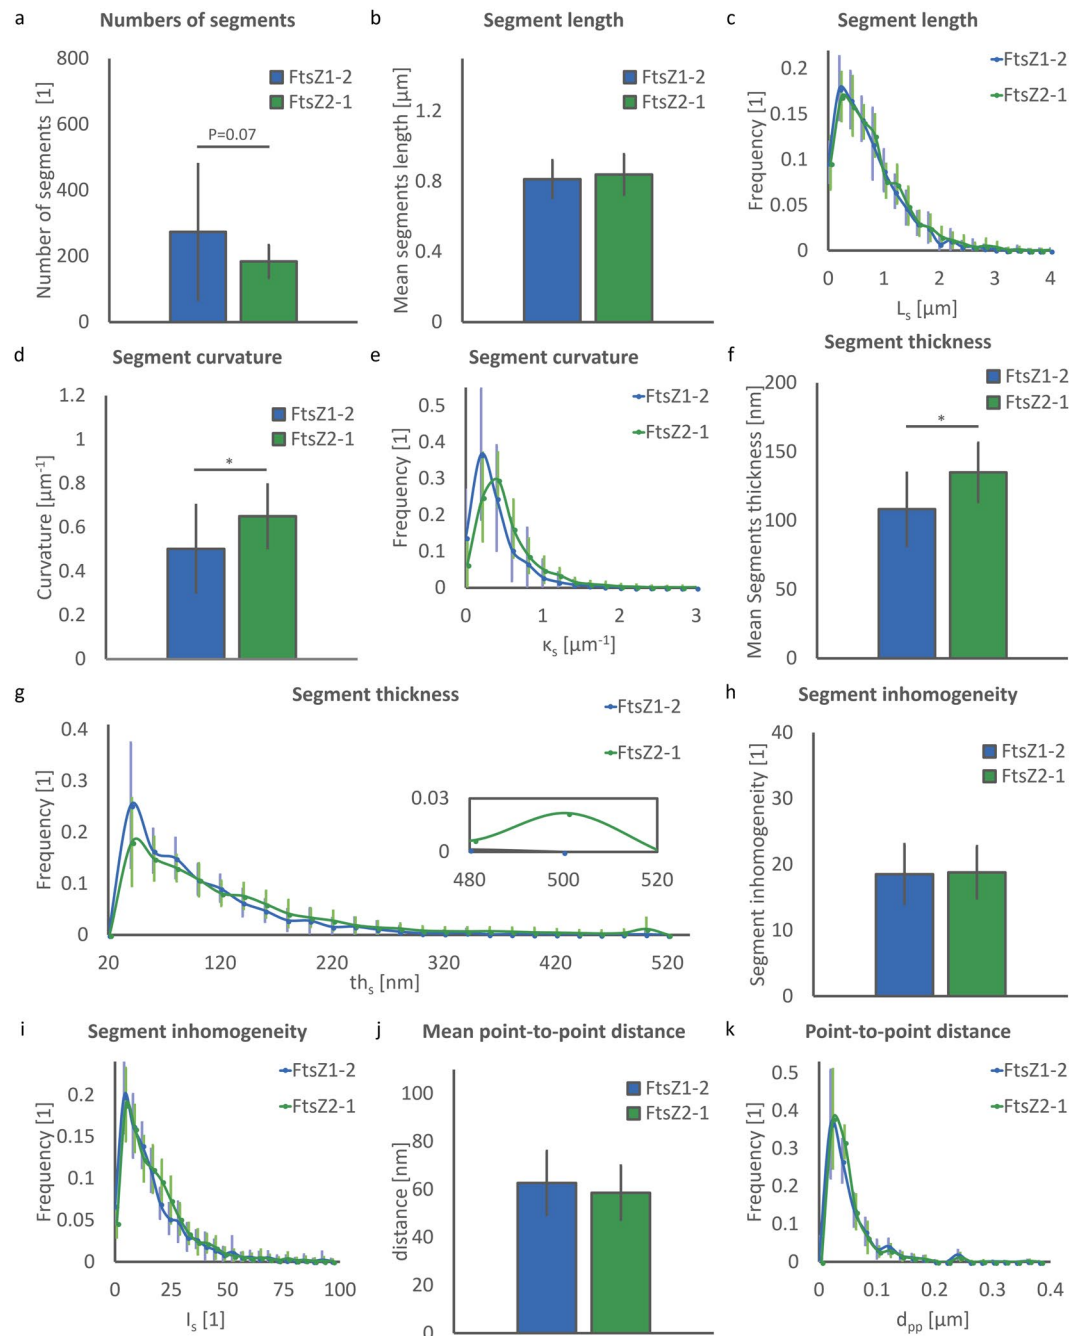 a Numbers of segments
Number of segments [1]
800
600
400
200
0
FtsZ1-2
FtsZ2-1
P=0.07
b Segment length
Mean segments length [µm]
1.2
0.8
0.4
0
FtsZ1-2
FtsZ2-1
c Segment length
Frequency [1]
0.2
0.15
0.1
0.05
0
FtsZ1-2
FtsZ2-1
0 1 2 3 4
Ls [µm]
d Segment curvature
Curvature [µm-1]
1.2
1
0.8
0.6
0.4
0.2
0
FtsZ1-2
FtsZ2-1
*
e Segment curvature
Frequency [1]
0.5
0.4
0.3
0.2
0.1
0
FtsZ1-2
FtsZ2-1
0 1 2 3
κs [µm-1]
f Segment thickness
Mean Segments thickness [nm]
200
150
100
50
0
FtsZ1-2
FtsZ2-1
*
g Segment thickness
Frequency [1]
0.4
0.3
0.2
0.1
0
FtsZ1-2
FtsZ2-1
0.03
0
480 500 520
20 120 220 320 420 520
ths [nm]
h Segment inhomogeneity
Segment inhomogeneity [1]
40
30
20
10
0
FtsZ1-2
FtsZ2-1
i Segment inhomogeneity
Frequency [1]
0.2
0.15
0.1
0.05
0
FtsZ1-2
FtsZ2-1
0 25 50 75 100
Is [1]
j Mean point-to-point distance
distance [nm]
100
80
60
40
20
0
FtsZ1-2
FtsZ2-1
k Point-to-point distance
Frequency [1]
0.5
0.4
0.3
0.2
0.1
0
FtsZ1-2
FtsZ2-1
0 0.1 0.2 0.3 0.4
dpp [µm]